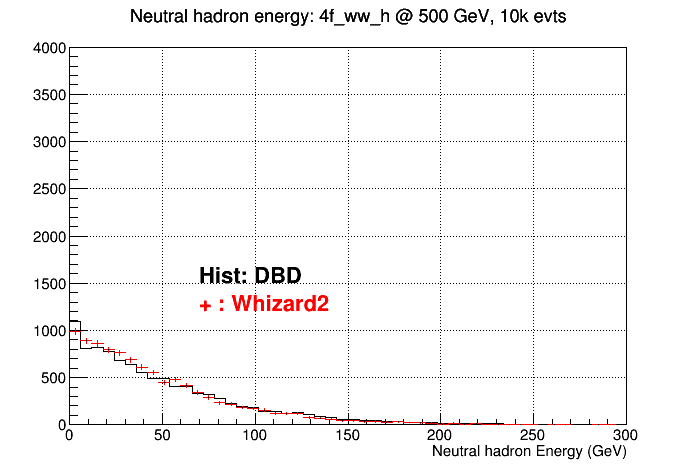 Neutral hadron energy: 4f_ww_h @ 500 GeV, 10k evts
4000
3500
3000
2500
2000
1500
1000
500
0
Hist: DBD
+ : Whizard2
0 50 100 150 200 250 300
Neutral hadron Energy (GeV)